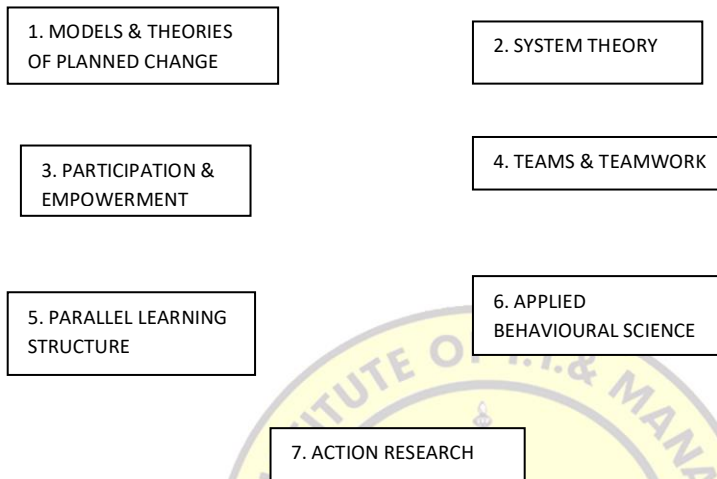 1. MODELS & THEORIES
OF PLANNED CHANGE
2. SYSTEM THEORY
3. PARTICIPATION &
EMPOWERMENT
4. TEAMS & TEAMWORK
5. PARALLEL LEARNING
STRUCTURE
6. APPLIED
BEHAVIOURAL SCIENCE
7. ACTION RESEARCH